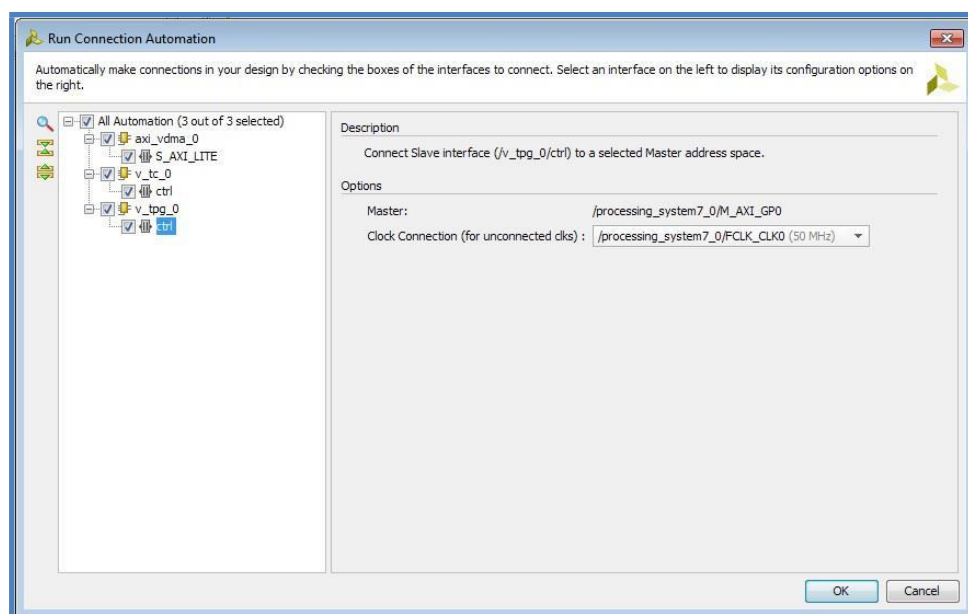 Run Connection Automation
Automatically make connections in your design by checking the boxes of the interfaces to connect. Select an interface on the left to display its configuration options on
the right.
All Automation (3 out of 3 selected)
axi_vdma_0
S_AXI_LITE
v_tc_0
ctrl
v_tpg_0
ctrl
Description
Connect Slave interface (/v_tpg_0/ctrl) to a selected Master address space.
Options
Master: /processing_system7_0/M_AXI_GP0
Clock Connection (for unconnected clks) : /processing_system7_0/FCLK_CLK0 (50 MHz)
OK Cancel